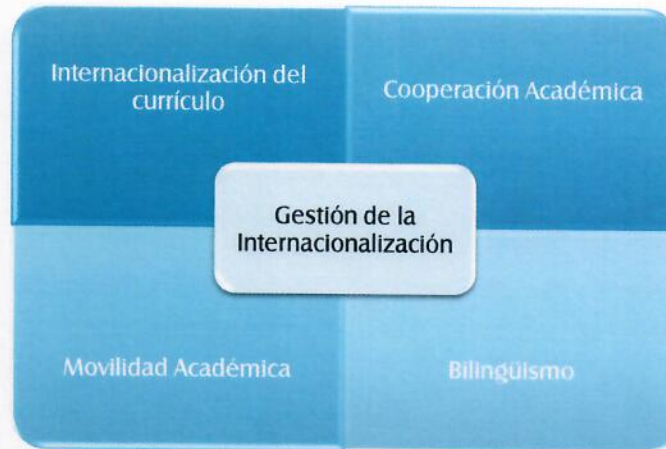 Internacionalización del
currículo
Cooperación Académica
Gestión de la
Internacionalización
Movilidad Académica
Bilingüismo